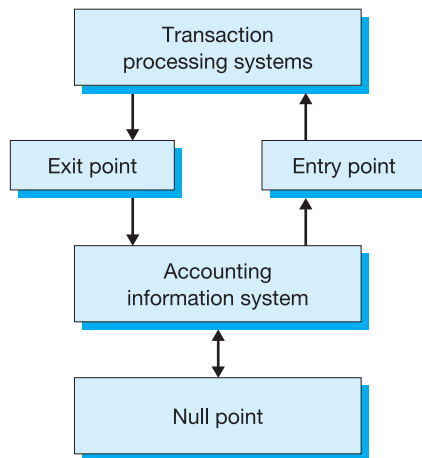 Transaction
processing systems
Exit point
Entry point
Accounting
information system
Null point